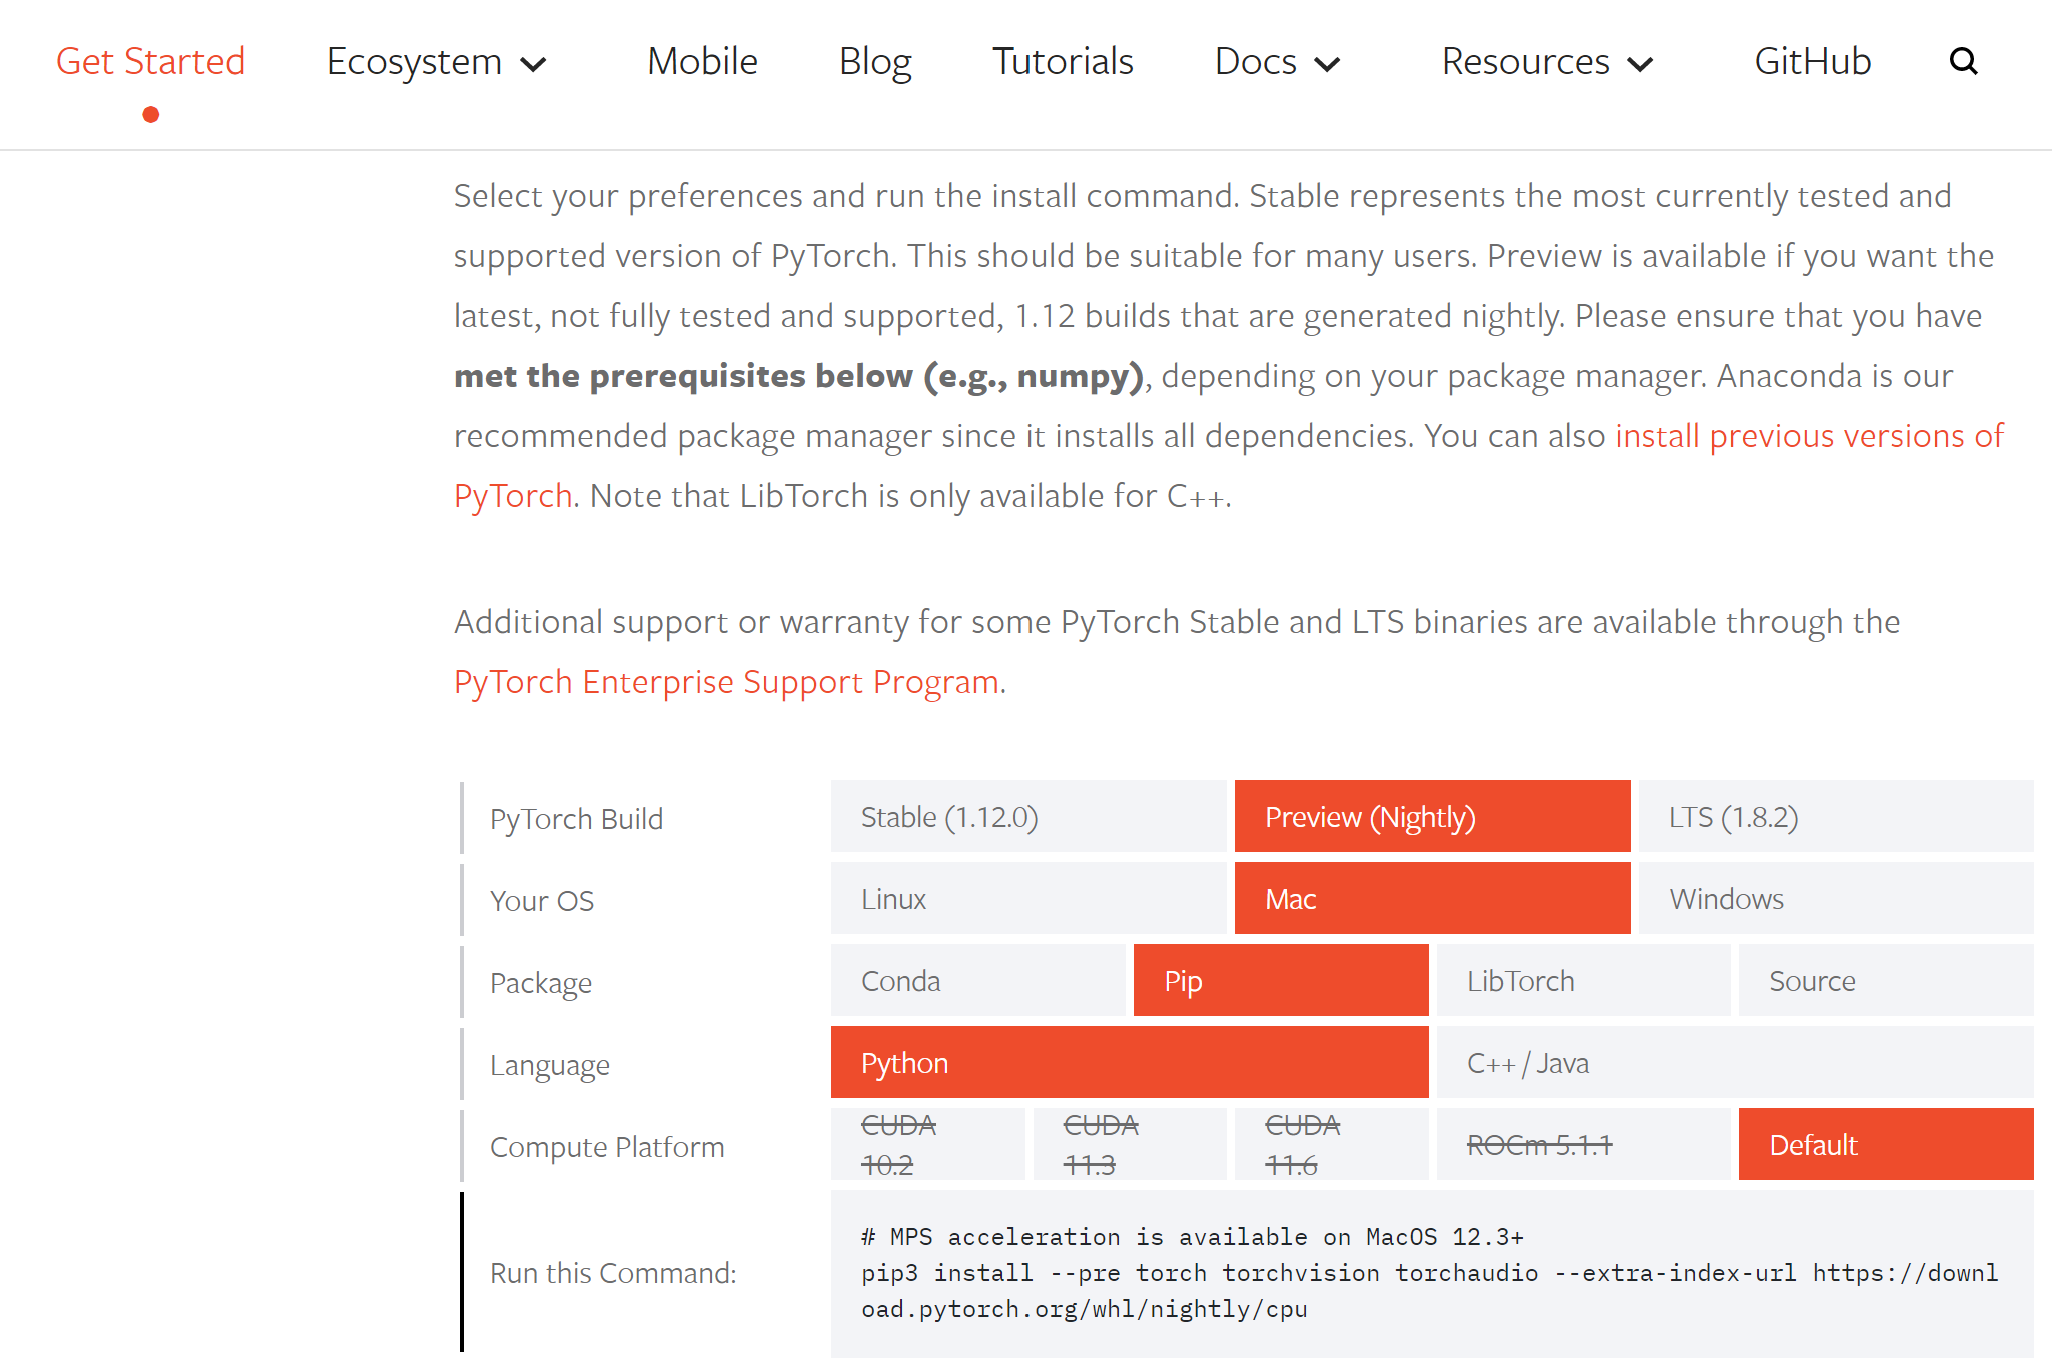 Get Started Ecosystem Mobile Blog Tutorials Docs Resources GitHub
Select your preferences and run the install command. Stable represents the most currently tested and
supported version of PyTorch. This should be suitable for many users. Preview is available if you want the
latest, not fully tested and supported, 1.12 builds that are generated nightly. Please ensure that you have
met the prerequisites below (e.g., numpy), depending on your package manager. Anaconda is our
recommended package manager since it installs all dependencies. You can also install previous versions of
PyTorch. Note that LibTorch is only available for C++.
Additional support or warranty for some PyTorch Stable and LTS binaries are available through the
PyTorch Enterprise Support Program.
PyTorch Build Stable (1.12.0) Preview (Nightly) LTS (1.8.2)
Your OS Linux Mac Windows
Package Conda Pip LibTorch Source
Language Python C++ / Java
Compute Platform CUDA 10.2 CUDA 11.3 CUDA 11.6 ROCm 5.1.1 Default
Run this Command:
# MPS acceleration is available on MacOS 12.3+
pip3 install --pre torch torchvision torchaudio --extra-index-url https://downl
oad.pytorch.org/whl/nightly/cpu